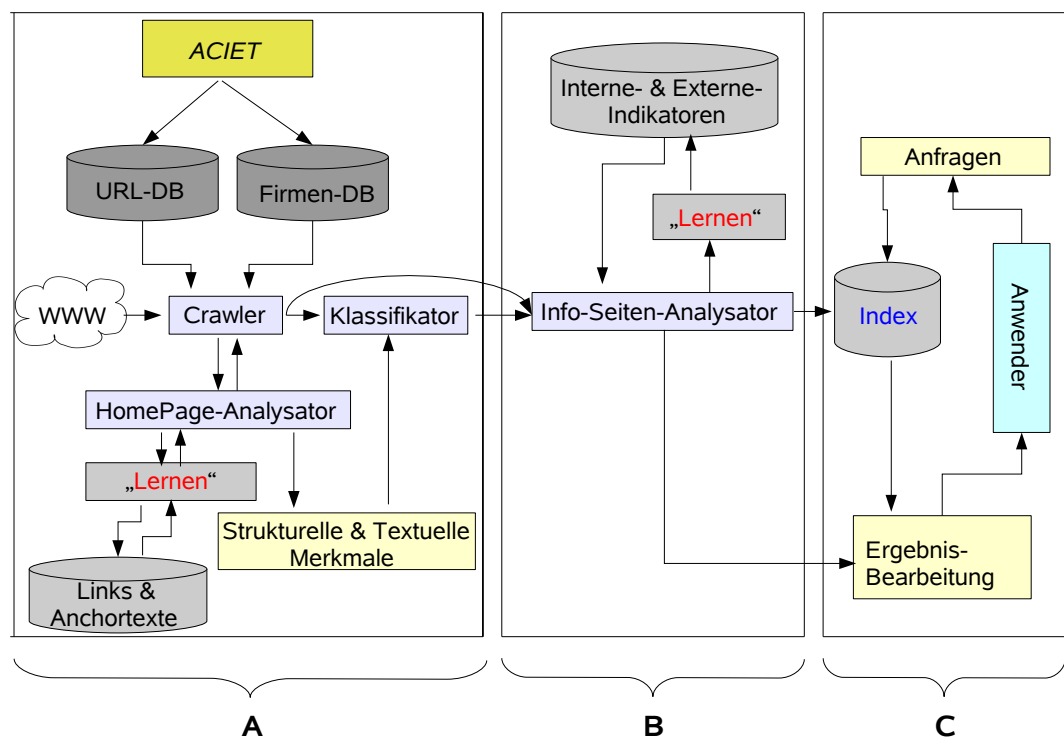 ACIET
URL-DB
Firmen-DB
WWW
Crawler
Klassifikator
HomePage-Analysator
„Lernen“
Strukturelle & Textuelle
Merkmale
Links &
Anchortexte
A
Interne- & Externe-
Indikatoren
„Lernen“
Info-Seiten-Analysator
B
Anfragen
Index
Anwender
Ergebnis-
Bearbeitung
C